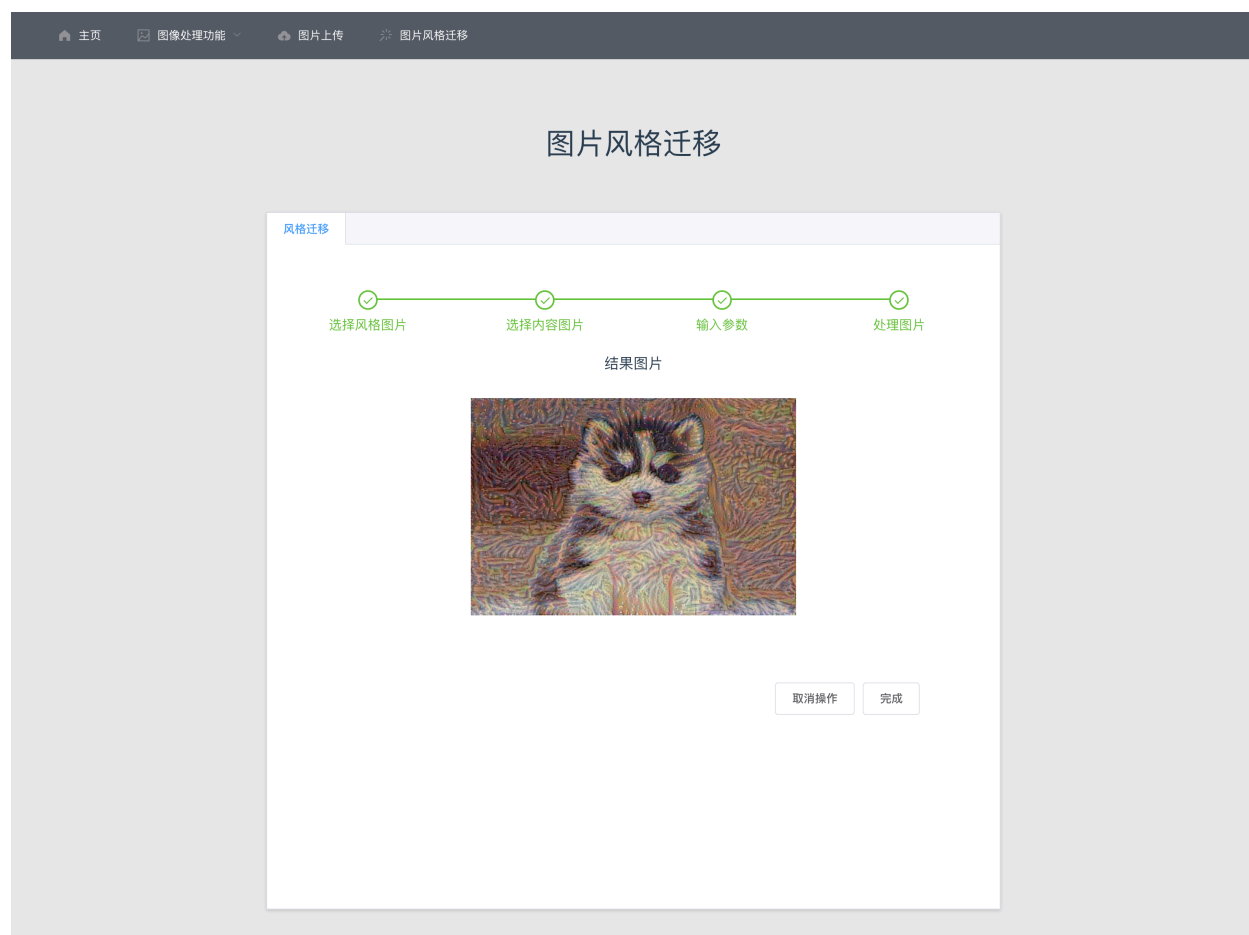 主页 图像处理功能 图片上传 图片风格迁移
图片风格迁移
风格迁移
选择风格图片 选择内容图片 输入参数 处理图片
结果图片
取消操作 完成